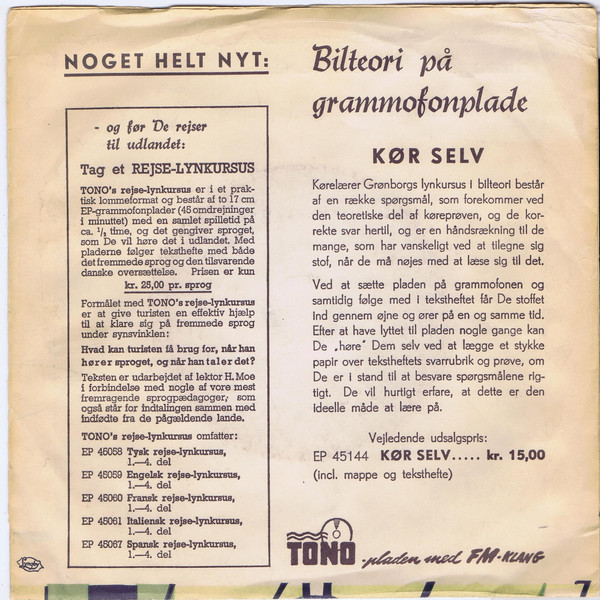 NOGET HELT NYT:
- og før De rejser
til udlandet:
Tag et REJSE-LYNKURSUS
TONO's rejse-lynkursus er i et prak-
tisk lommeformat og består af to 17 cm
EP-grammofonplader (45 omdrejninger
i minuttet) med en samlet spilletid på
ca. ½ time, og det gengiver sproget,
som De vil høre det i udlandet. Med
pladerne følger teksthefte med både
det fremmede sprog og den tilsvarende
danske oversættelse. Prisen er kun
kr. 25,00 pr. sprog
Formålet med TONO's rejse-lynkursus
er at give turisten en effektiv hjælp
til at klare sig på fremmede sprog
under synsvinklen:
Hvad kan turisten få brug for, når han
hører sproget, og når han taler det?
Teksten er udarbejdet af lektor H. Moe
i forbindelse med nogle af vore mest
fremragende sprogpædagoger, som
også står for indtalingen sammen med
indfødte fra de pågældende lande.
TONO's rejse-lynkursus omfatter:
EP 45058 Tysk rejse-lynkursus,
1.—4. del
EP 45059 Engelsk rejse-lynkursus,
1.—4. del
EP 45060 Fransk rejse-lynkursus,
1.—4. del
EP 45061 Italiensk rejse-lynkursus,
1.—4. del
EP 45067 Spansk rejse-lynkursus,
1.—4. del
Bilteori på
grammofonplade
KØR SELV
Kørelærer Grønborgs lynkursus i bilteori består
af en række spørgsmål, som forekommer ved
den teoretiske del af køreprøven, og de kor-
rekte svar hertil, og er en håndsrækning til de
mange, som har vanskeligt ved at tilegne sig
stof, når de må nøjes med at læse sig til det.
Ved at sætte pladen på grammofonen og
samtidig følge med i tekstheftet får De stoffet
ind gennem øjne og ører på en og samme tid.
Efter at have lyttet til pladen nogle gange kan
De „høre" Dem selv ved at lægge et stykke
papir over teksthefets svarrubrik og prøve, om
De er i stand til at besvare spørgsmålene rig-
tigt. De vil hurtigt erfare, at dette er den
ideelle måde at lære på.
Vejledende udsalgspris:
EP 45144 KØR SELV..... kr. 15,00
(incl. mappe og teksthefte)
TONO -pladen med FM-KLANG